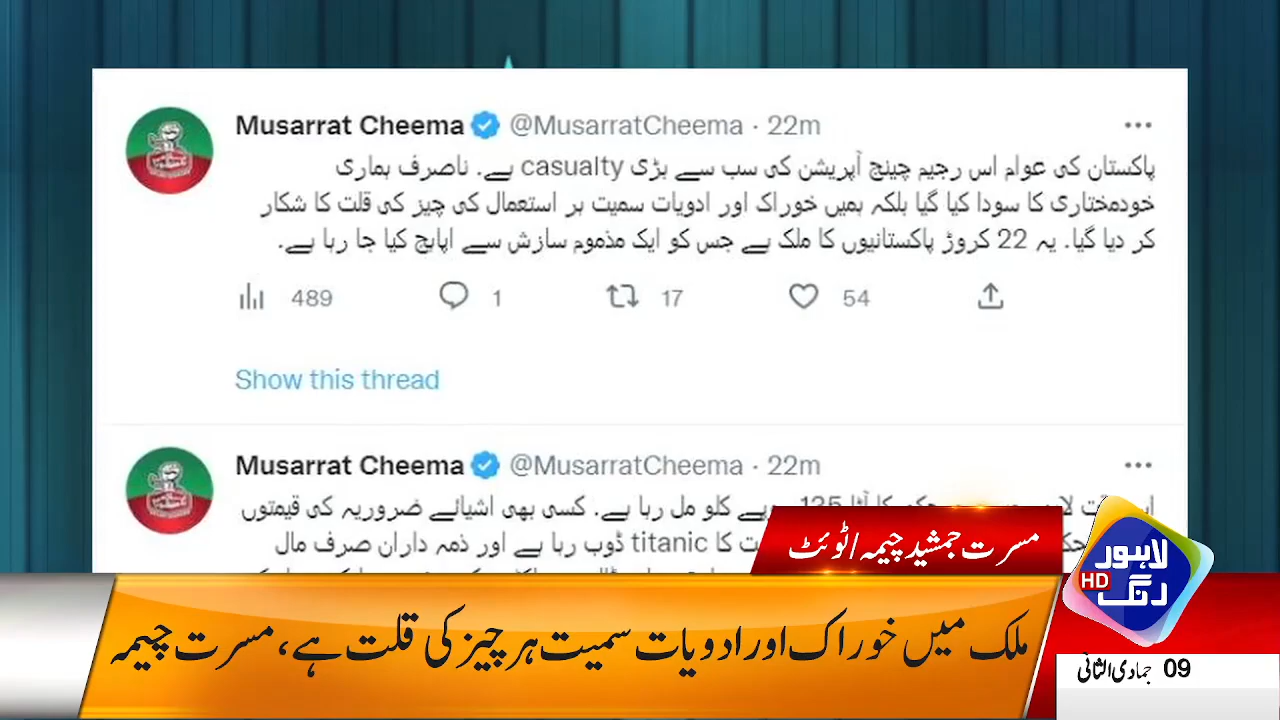 Musarrat Cheema @MusarratCheema · 22m
پاکستان کی عوام اس رجیم چینج آپریشن کی سب سے بڑی casualty ہے۔ ناصرف ہماری
خودمختاری کا سودا کیا گیا بلکہ ہمیں خوراک اور ادویات سمیت ہر استعمال کی چیز کی قلت کا شکار
کر دیا گیا۔ یہ 22 کروڑ پاکستانیوں کا ملک ہے جس کو ایک مذموم سازش سے اپاہج کیا جا رہا ہے۔
489 1 17 54
Show this thread
Musarrat Cheema @MusarratCheema · 22m
کا آٹا 135 کلو مل رہا ہے۔ کسی بھی اشیائے ضروریہ کی قیمتوں
کا titanic ڈوب رہا ہے اور ذمہ داران صرف مال
مسرت جمشید چیمہ /ٹوئٹ
ملک میں خوراک اور ادویات سمیت ہر چیز کی قلت ہے، مسرت چیمہ
لاہور
رنگ HD
09 جمادی الثانی